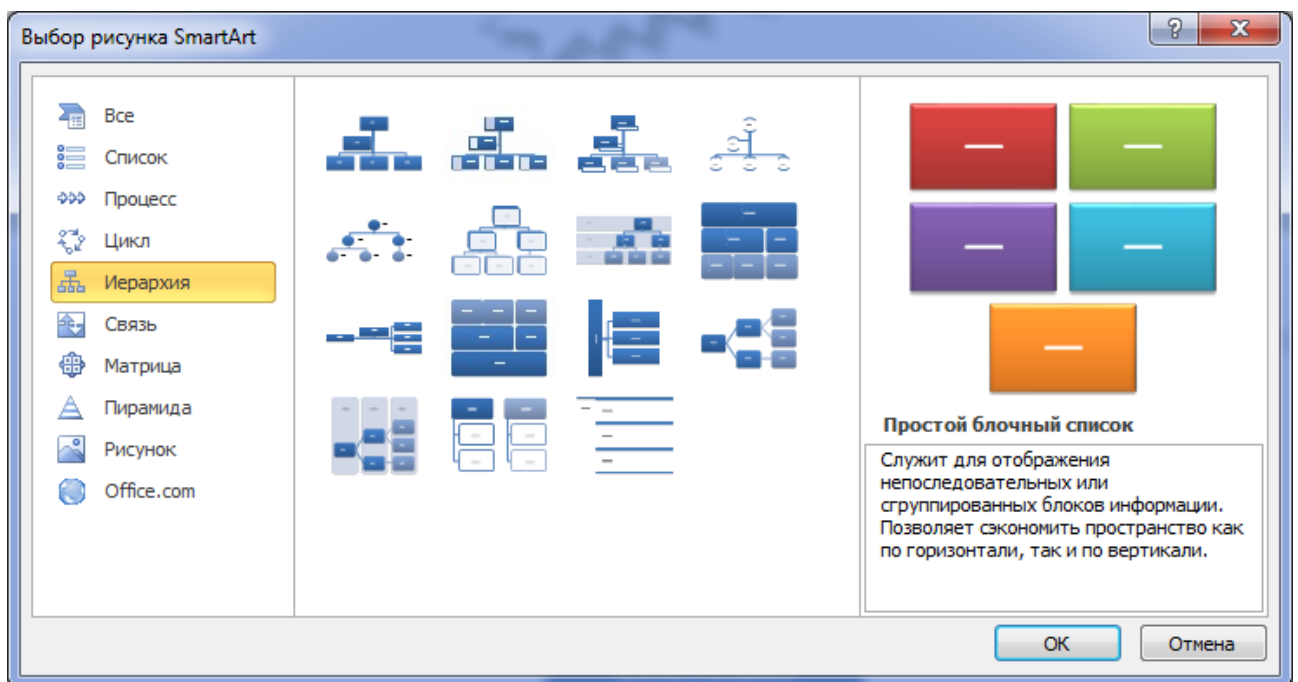 Выбор рисунка SmartArt
Все
Список
Процесс
Цикл
Иерархия
Связь
Матрица
Пирамида
Рисунок
Office.com
Простой блочный список
Служит для отображения
непоследовательных или
сгруппированных блоков информации.
Позволяет сэкономить пространство как
по горизонтали, так и по вертикали.
OK
Отмена